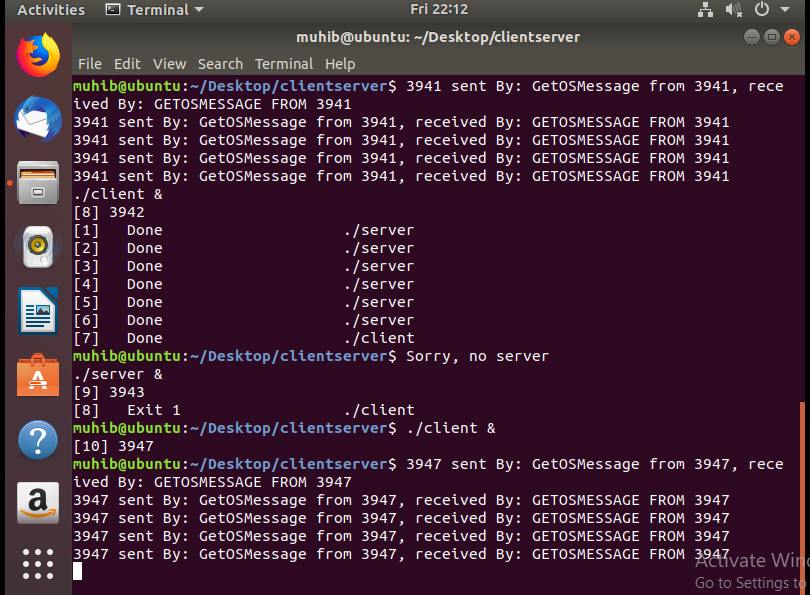 Activities Terminal Fri 22:12
muhib@ubuntu: ~/Desktop/clientserver
File Edit View Search Terminal Help
muhib@ubuntu:~/Desktop/clientserver$ 3941 sent By: GetOSMessage from 3941, rece
ived By: GETOSMESSAGE FROM 3941
3941 sent By: GetOSMessage from 3941, received By: GETOSMESSAGE FROM 3941
3941 sent By: GetOSMessage from 3941, received By: GETOSMESSAGE FROM 3941
3941 sent By: GetOSMessage from 3941, received By: GETOSMESSAGE FROM 3941
3941 sent By: GetOSMessage from 3941, received By: GETOSMESSAGE FROM 3941
./client &
[8] 3942
[1]   Done                    ./server
[2]   Done                    ./server
[3]   Done                    ./server
[4]   Done                    ./server
[5]   Done                    ./server
[6]   Done                    ./server
[7]   Done                    ./client
muhib@ubuntu:~/Desktop/clientserver$ Sorry, no server
./server &
[9] 3943
[8]   Exit 1                  ./client
muhib@ubuntu:~/Desktop/clientserver$ ./client &
[10] 3947
muhib@ubuntu:~/Desktop/clientserver$ 3947 sent By: GetOSMessage from 3947, rece
ived By: GETOSMESSAGE FROM 3947
3947 sent By: GetOSMessage from 3947, received By: GETOSMESSAGE FROM 3947
3947 sent By: GetOSMessage from 3947, received By: GETOSMESSAGE FROM 3947
3947 sent By: GetOSMessage from 3947, received By: GETOSMESSAGE FROM 3947
3947 sent By: GetOSMessage from 3947, received By: GETOSMESSAGE FROM 3947
Activate Win
Go to Settings to